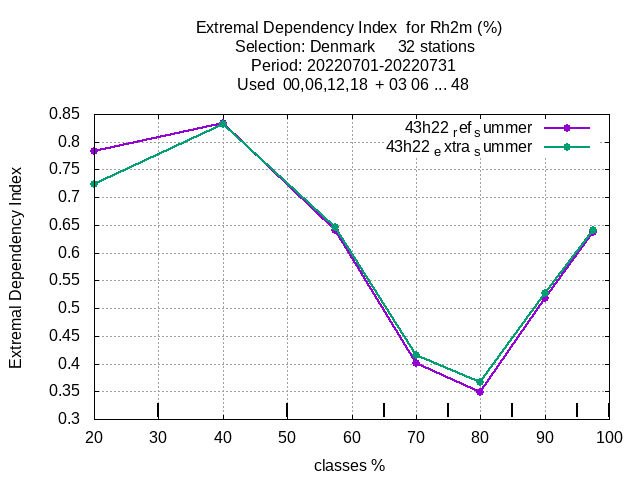 Extremal Dependency Index  for Rh2m (%)
Selection: Denmark     32 stations
Period: 20220701-20220731
Used  00,06,12,18  + 03 06 ... 48
43h22 ref summer
43h22 extra summer
Extremal Dependency Index
0.85
0.8
0.75
0.7
0.65
0.6
0.55
0.5
0.45
0.4
0.35
0.3
20 30 40 50 60 70 80 90 100
classes %